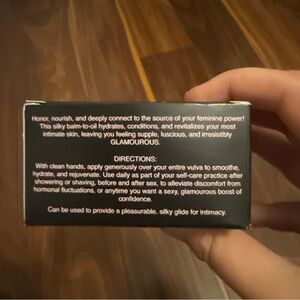 Honor, nourish, and deeply connect to the source of your feminine power!
This silky balm-to-oil hydrates, conditions, and revitalizes your most
intimate skin, leaving you feeling supple, luscious, and irresistibly
GLAMOUROUS.
DIRECTIONS:
With clean hands, apply generously over your entire vulva to smoothe,
hydrate, and rejuvenate. Use daily as part of your self-care practice after
showering or shaving, before and after sex, to alleviate discomfort from
hormonal fluctuations, or anytime you want a sexy, glamourous boost of
confidence.
Can be used to provide a pleasurable, silky glide for intimacy.